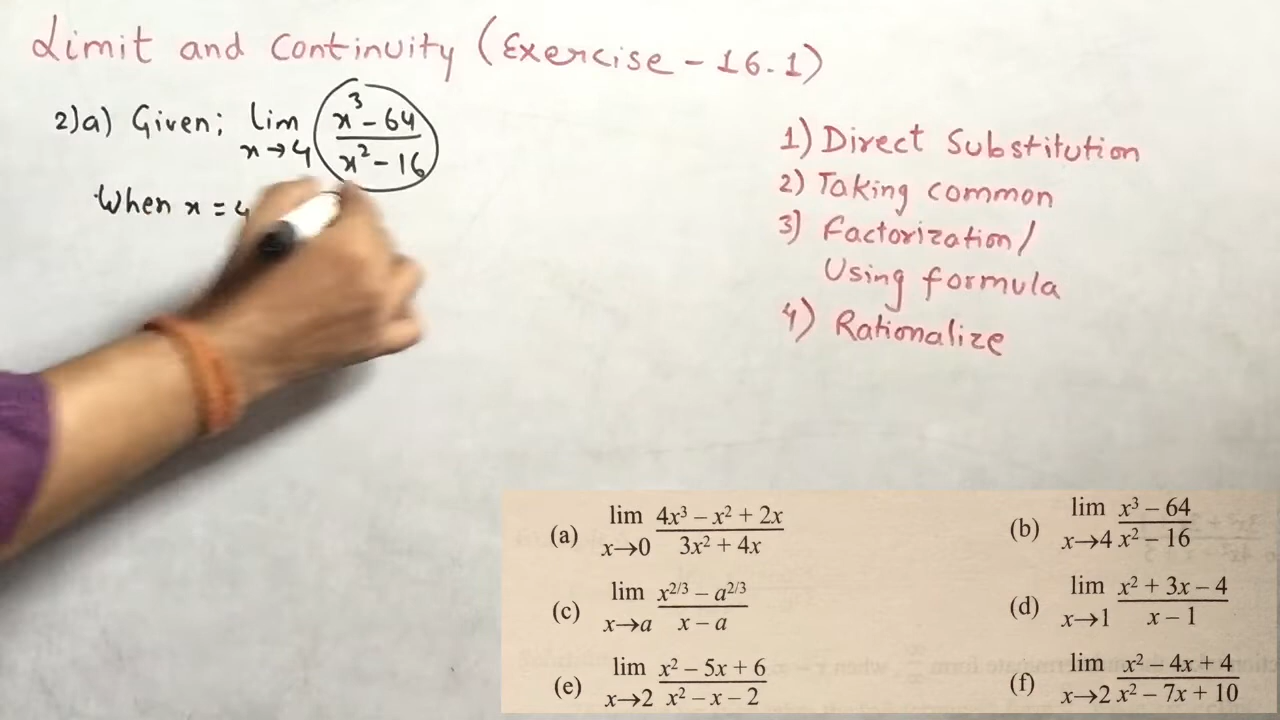 Limit and Continuity (Exercise - 16.1)
2)a) Given; lim x→4 (x³ - 64 / x² - 16)
When x = 4
1) Direct Substitution
2) Taking common
3) Factorization/
Using formula
4) Rationalize
(a) lim x→0 4x³ – x² + 2x / 3x² + 4x
(b) lim x→4 x³ – 64 / x² – 16
(c) lim x→a x^2/3 – a^2/3 / x – a
(d) lim x→1 x² + 3x – 4 / x – 1
(e) lim x→2 x² – 5x + 6 / x² – x – 2
(f) lim x→2 x² – 4x + 4 / x² – 7x + 10